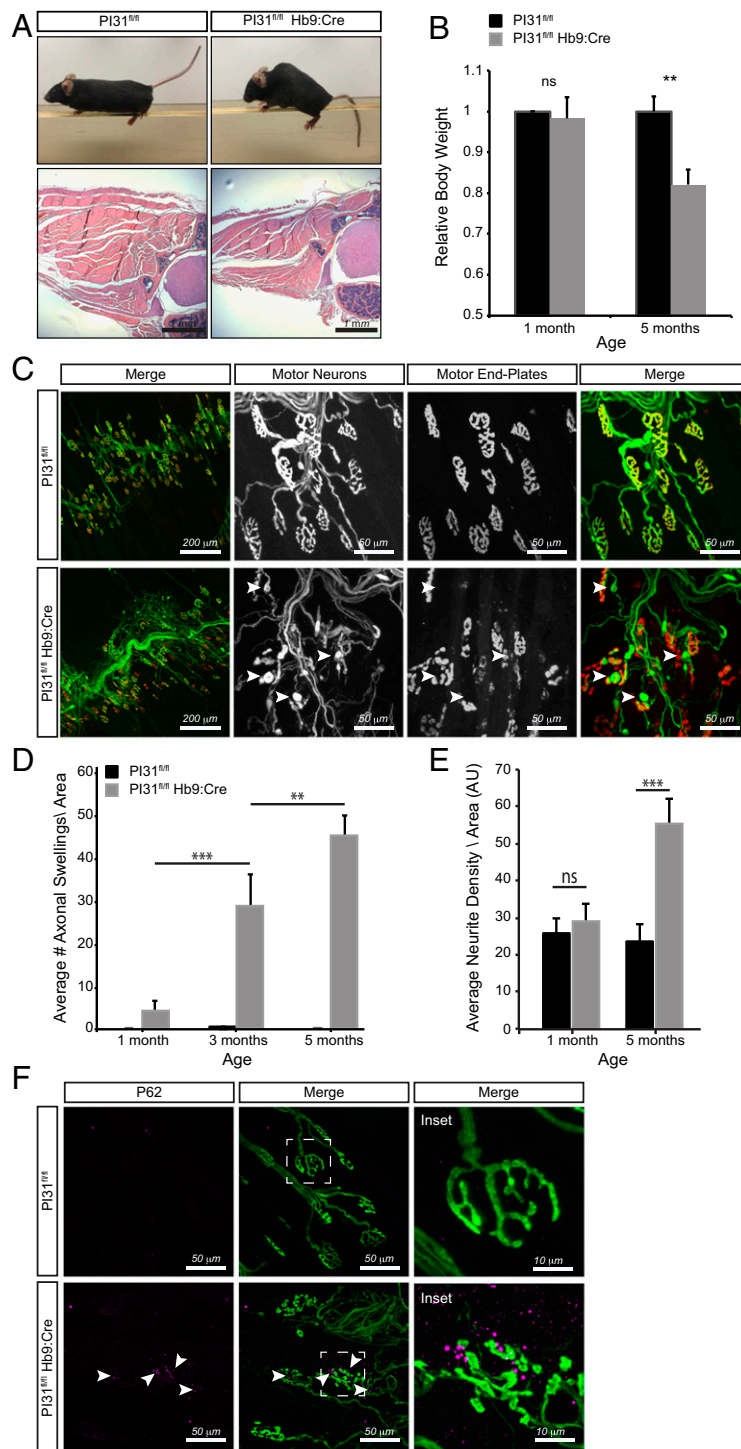 A
PI31fl/fl
PI31fl/fl Hb9:Cre
1 mm
1 mm
B
PI31fl/fl
PI31fl/fl Hb9:Cre
Relative Body Weight
1.1
1
0.9
0.8
0.7
0.6
0.5
ns
**
1 month
5 months
Age
C
Merge
Motor Neurons
Motor End-Plates
Merge
PI31fl/fl
200 µm
50 µm
50 µm
50 µm
PI31fl/fl Hb9:Cre
200 µm
50 µm
50 µm
50 µm
D
PI31fl/fl
PI31fl/fl Hb9:Cre
Average # Axonal Swellings\ Area
60
50
40
30
20
10
0
***
**
1 month
3 months
5 months
Age
E
Average Neurite Density \ Area (AU)
70
60
50
40
30
20
10
0
ns
***
1 month
5 months
Age
F
P62
Merge
Merge
PI31fl/fl
50 µm
50 µm
Inset
10 µm
PI31fl/fl Hb9:Cre
50 µm
50 µm
Inset
10 µm